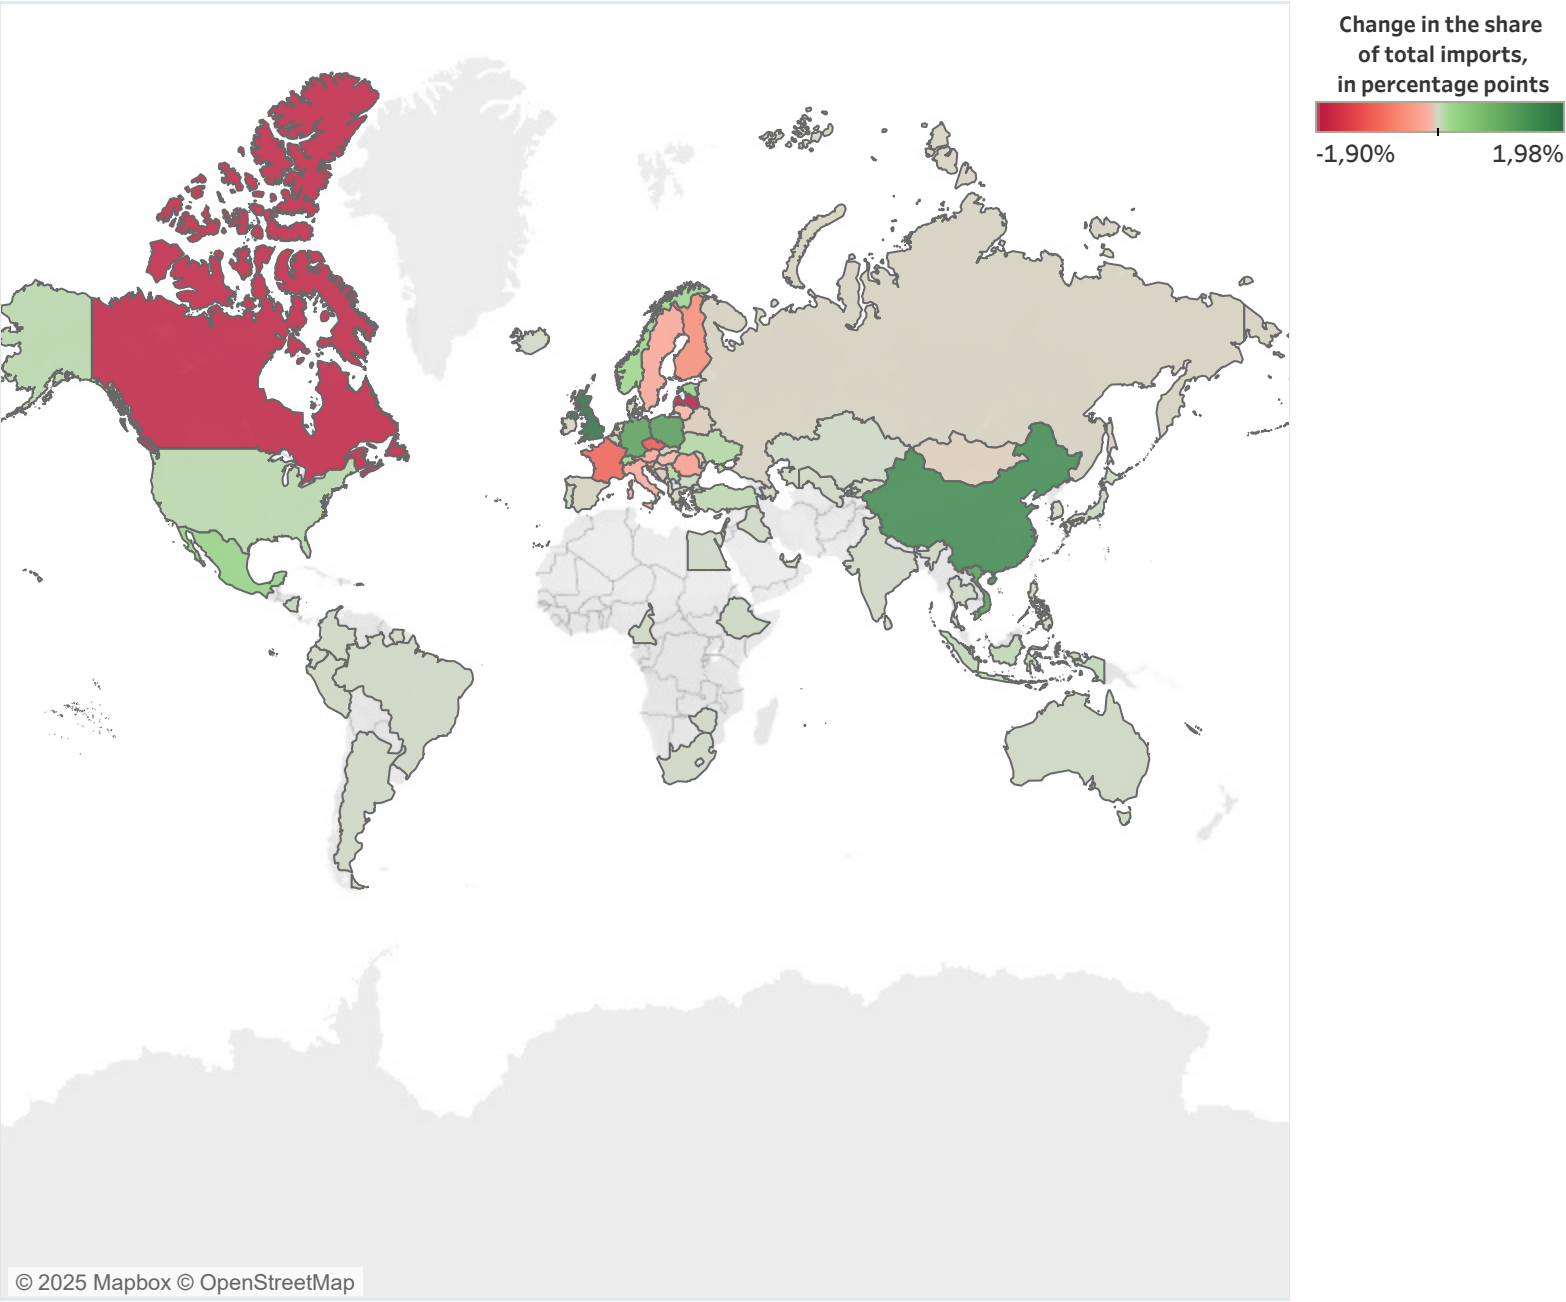 Change in the share
of total imports,
in percentage points
-1,90%
1,98%
© 2025 Mapbox © OpenStreetMap